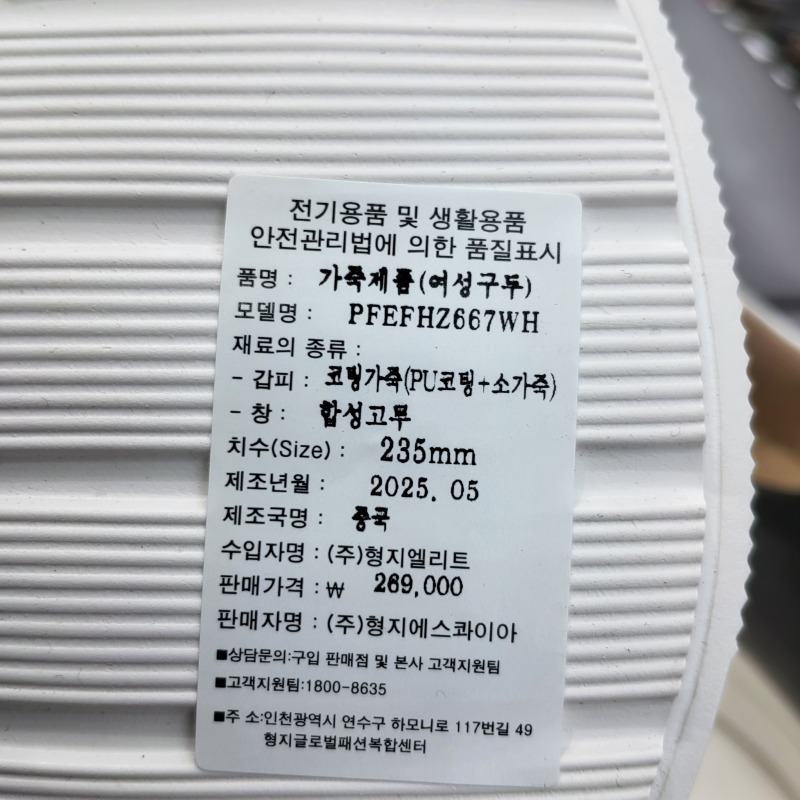 전기용품 및 생활용품
안전관리법에 의한 품질표시
품명 : 가죽제품(여성구두)
모델명 : PFEFHZ667WH
재료의 종류 :
- 갑피 : 코팅가죽(PU코팅+소가죽)
- 창 : 합성고무
치수(Size) : 235mm
제조년월 : 2025. 05
제조국명 : 중국
수입자명 : (주)형지엘리트
판매가격 : ₩ 269,000
판매자명 : (주)형지에스콰이아
■상담문의:구입 판매점 및 본사 고객지원팀
■고객지원팀:1800-8635
■주 소:인천광역시 연수구 하모니로 117번길 49
형지글로벌패션복합센터